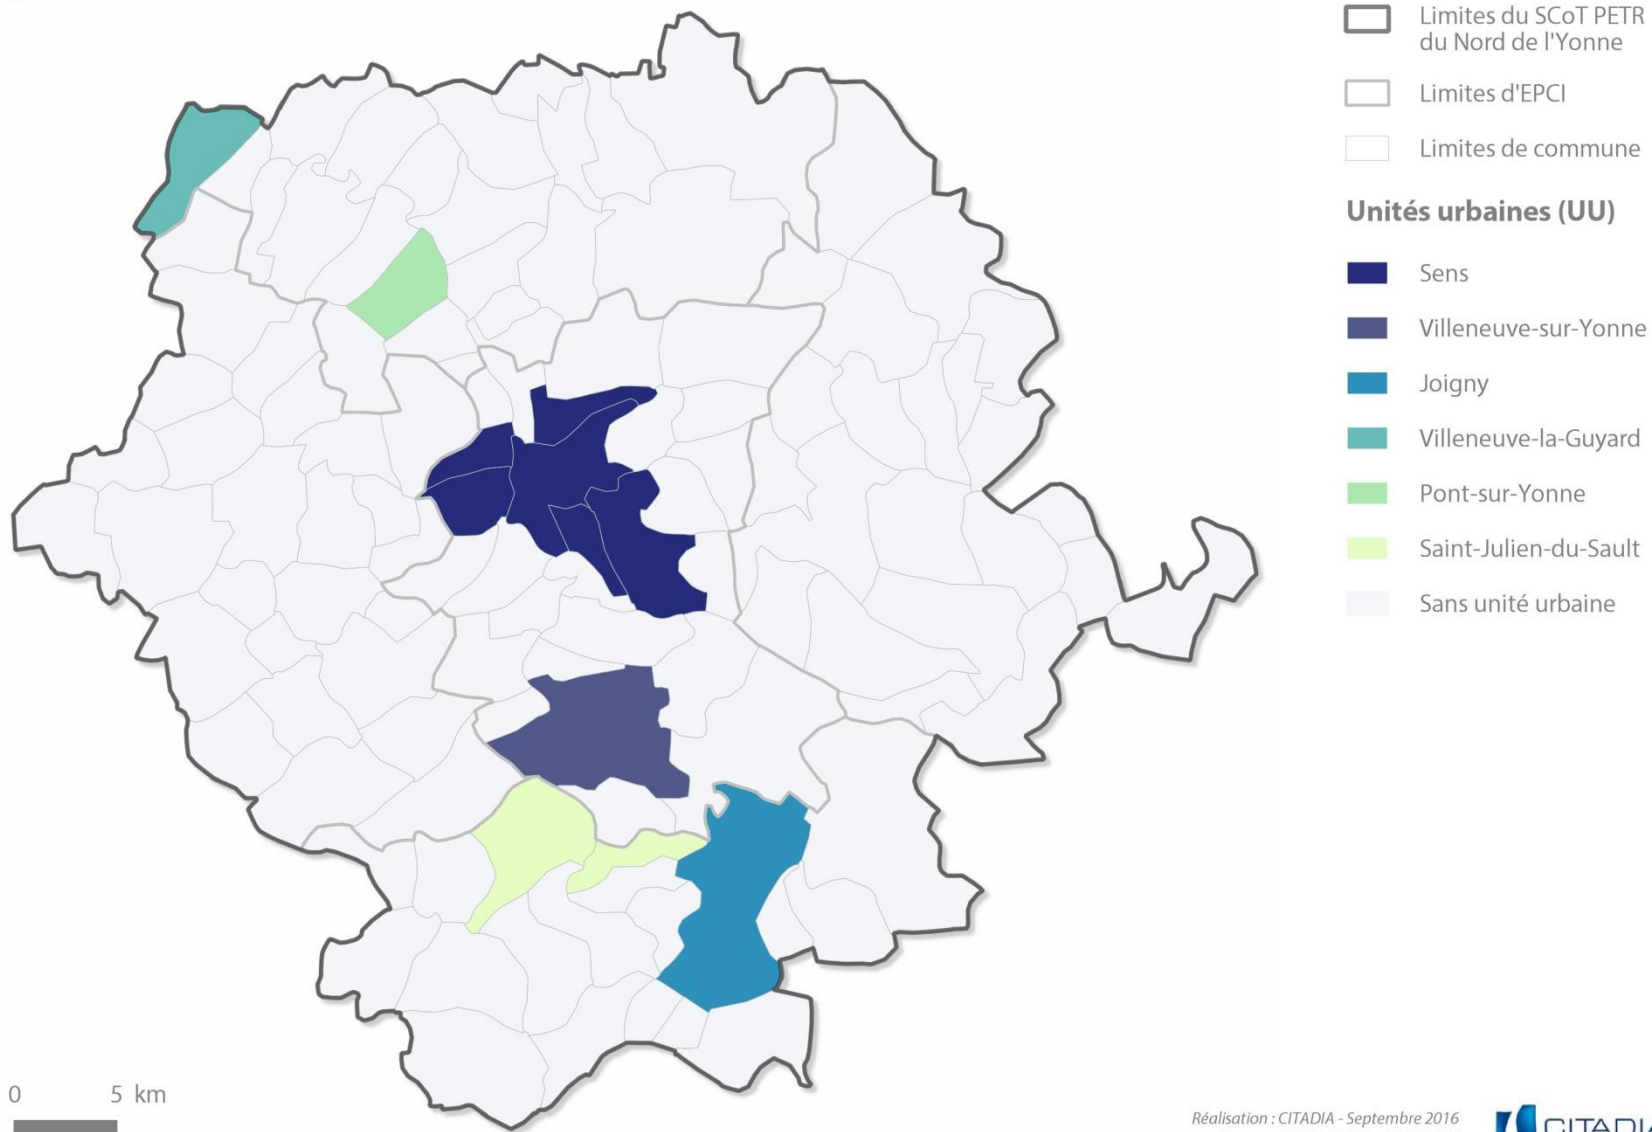 Limites du SCoT PETR
du Nord de l'Yonne
Limites d'EPCI
Limites de commune
Unités urbaines (UU)
Sens
Villeneuve-sur-Yonne
Joigny
Villeneuve-la-Guyard
Pont-sur-Yonne
Saint-Julien-du-Sault
Sans unité urbaine
0 5 km
Réalisation : CITADIA - Septembre 2016
CITADIA